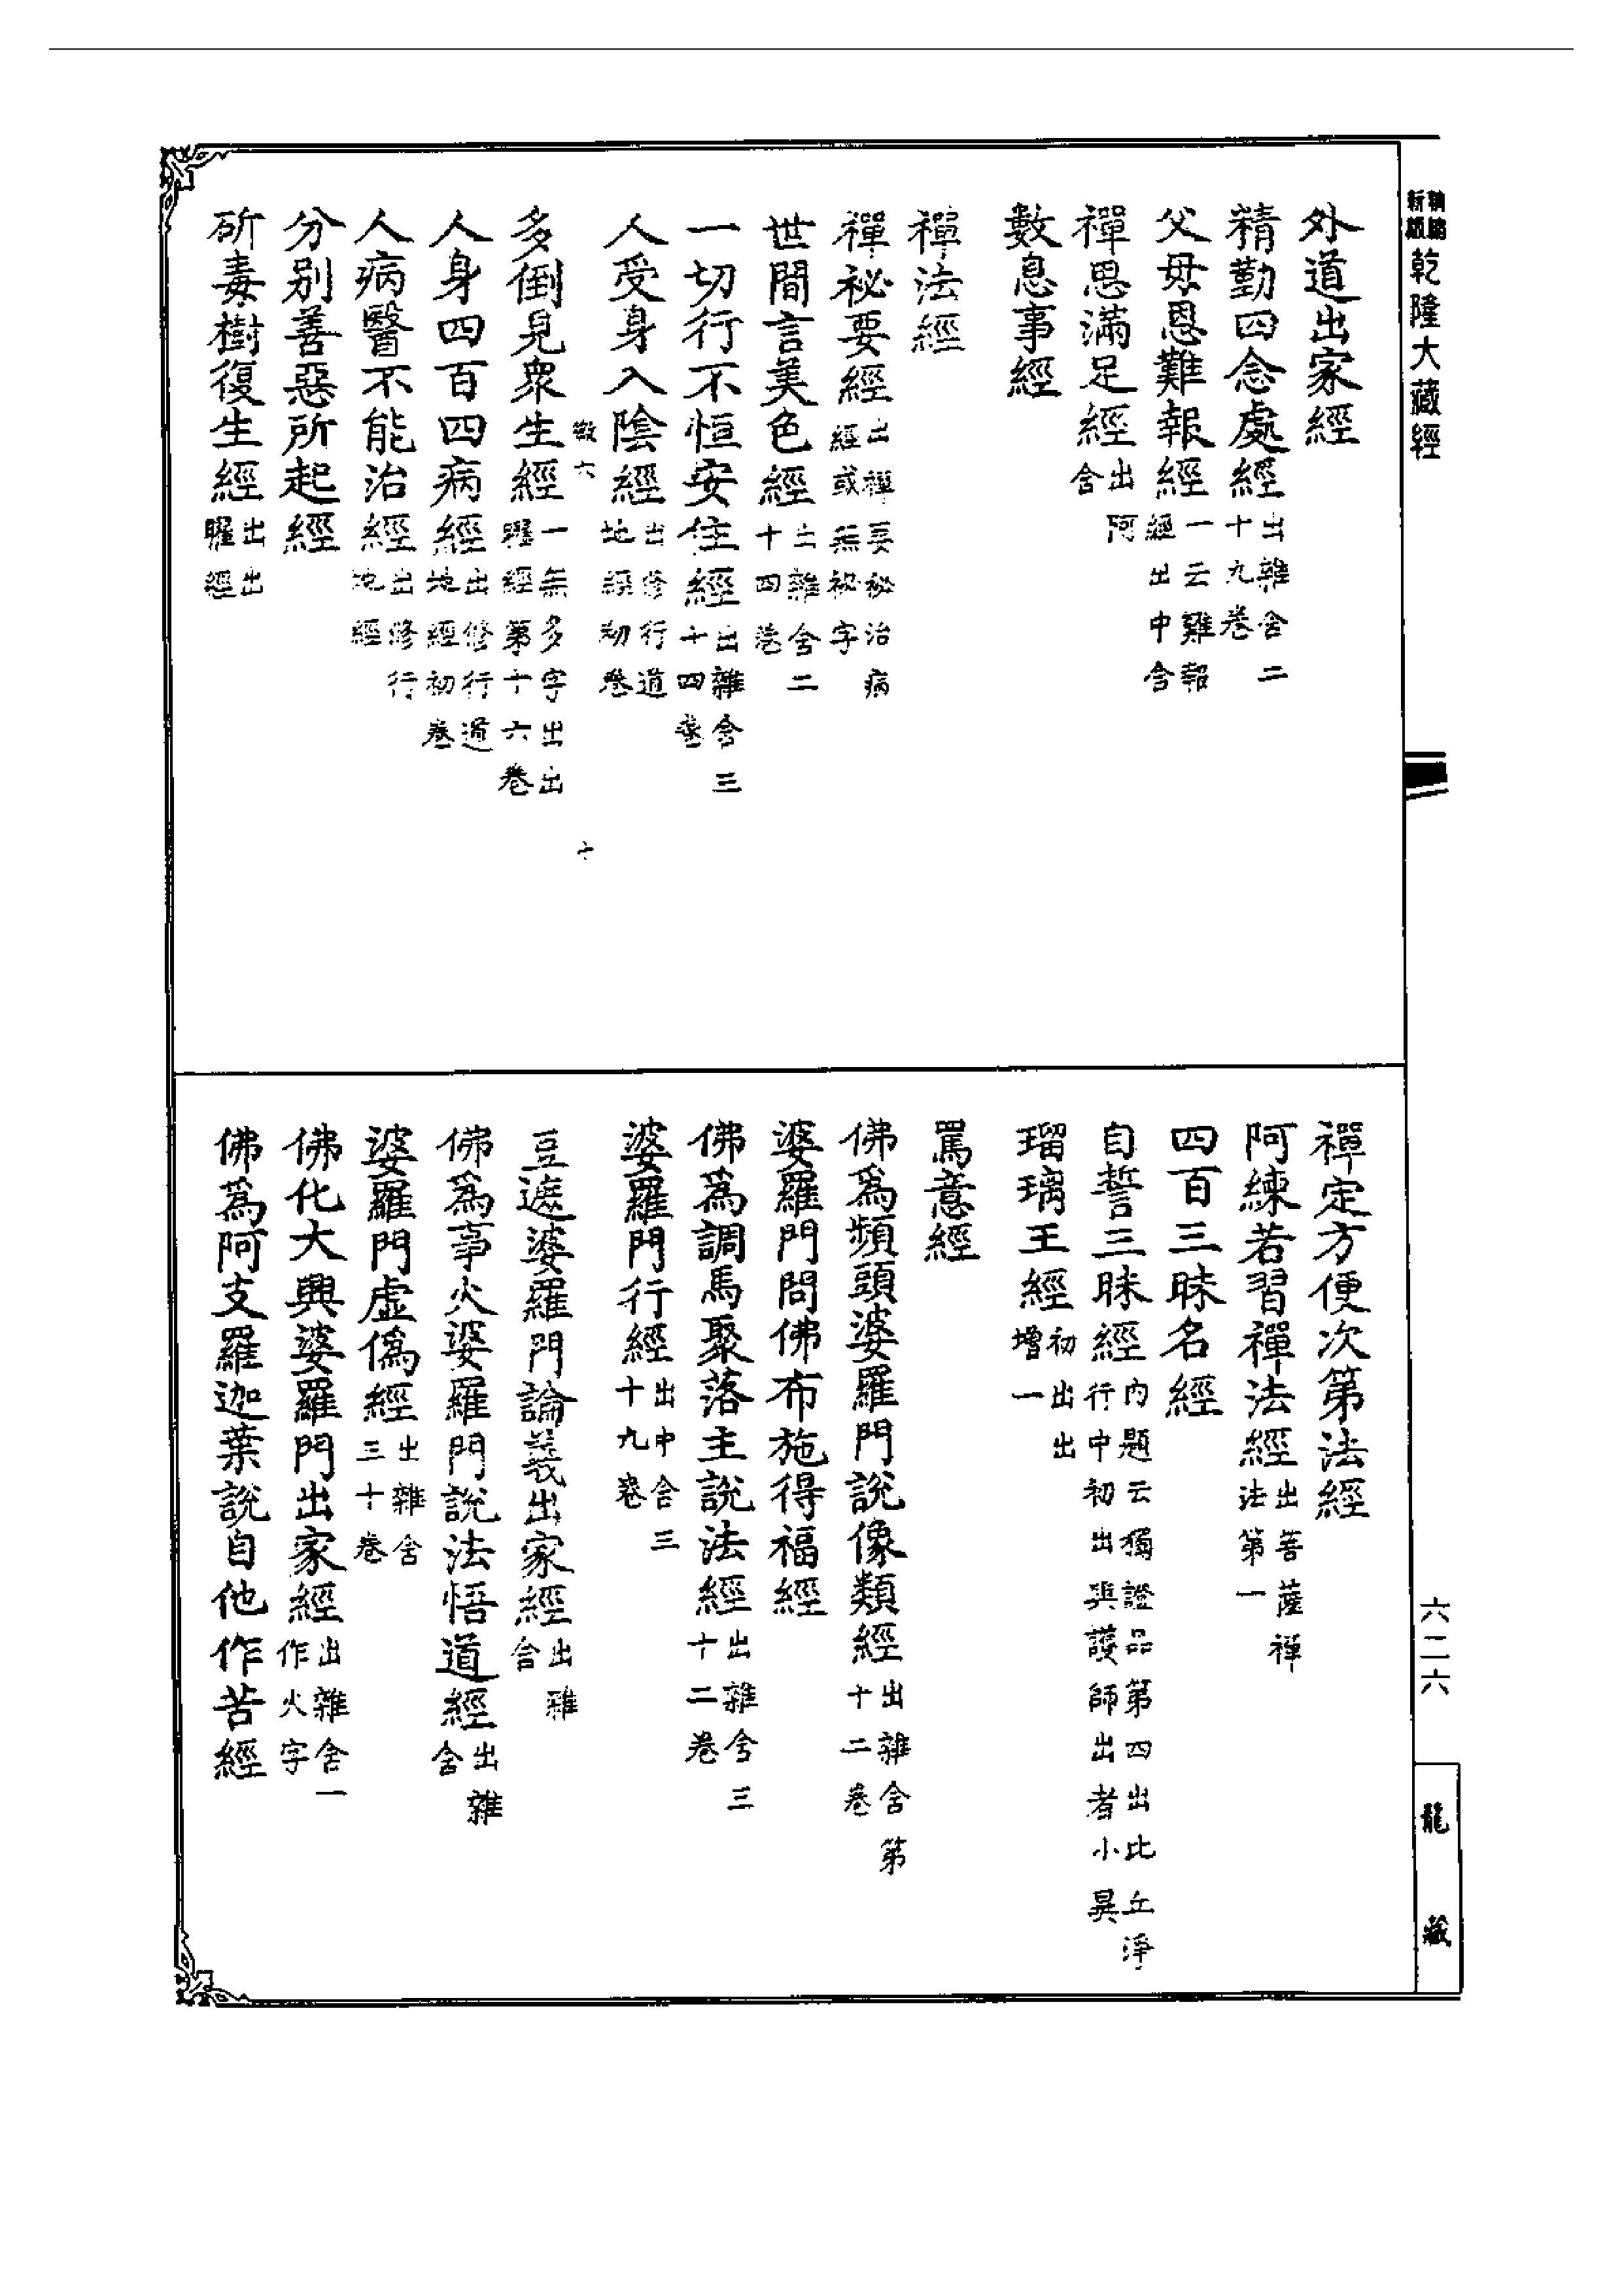 新版
乾隆大藏經
外道出家經
精勤四念處經出雜含二十九卷
父母恩難報經一云難報經出中含
禪思滿足經出阿含
數息事經
禪法經
禪祕要經出禪要秘治病經或無祕字
世間言美色經出雜含二十四卷
一切行不恒安住經出雜含三十四卷
人受身入陰經出修行道地經初卷
六
十
多倒見衆生經一無多字出出曜經第十六卷
人身四百四病經出修行道地經初卷
人病醫不能治經出修行地經
分別善惡所起經
斫毒樹復生經出出曜經
禪定方便次第法經
阿練若習禪法經出菩薩禪法第一
四百三昧名經
自誓三昧經內題云獨證品第四出比丘淨行中初出與護師出者小異
瑠璃王經初出出增一
罵意經
佛爲頻頭婆羅門說像類經出雜含第十二卷
婆羅門問佛布施得福經
佛爲調馬聚落主說法經出雜含三十二卷
婆羅門行經出中含三十九卷
豆遮婆羅門論義出家經出雜含
佛爲事火婆羅門說法悟道經出雜含
婆羅門虛僞經出雜含三十卷
佛化大興婆羅門出家經出雜含一作火字
佛爲阿支羅迦葉說自他作苦經
六二六
龍藏